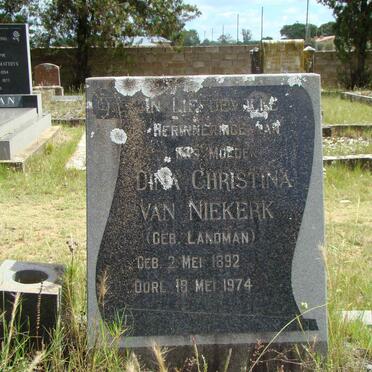 In Liefdevolle
Herinnering aan
ons Moeder
Dina Christina
van Niekerk
(geb. Landman)
Geb. 2 Mei 1892
Oorl. 18 Mei 1974